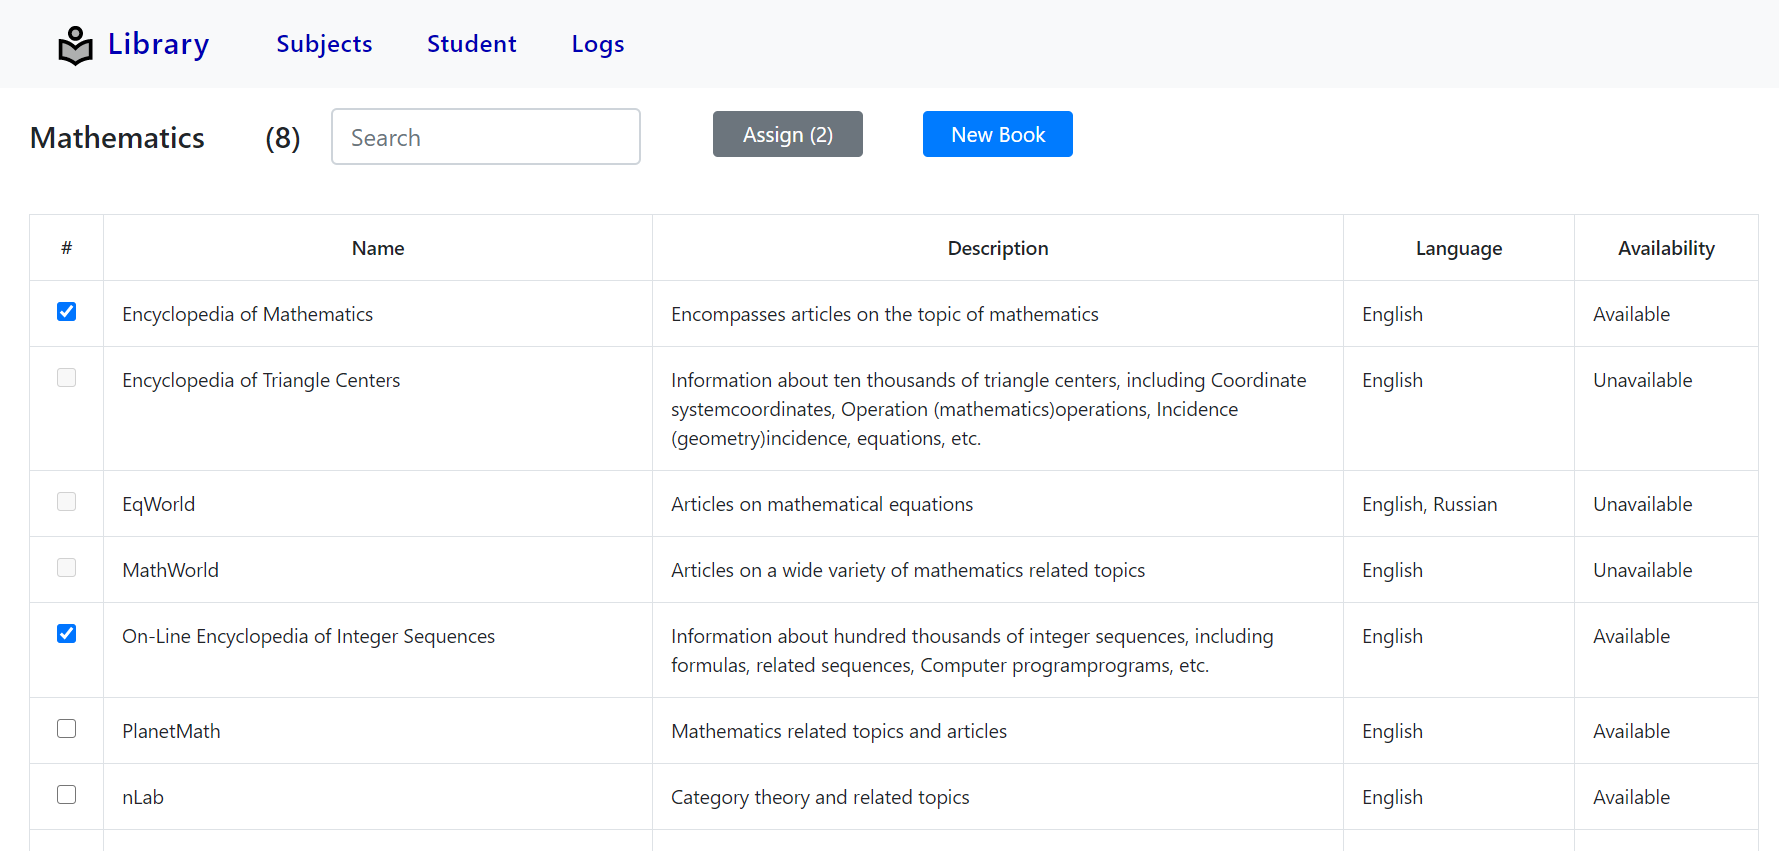 Library Subjects Student Logs
Mathematics (8) Search Assign (2) New Book
# Name Description Language Availability
Encyclopedia of Mathematics Encompasses articles on the topic of mathematics English Available
Encyclopedia of Triangle Centers Information about ten thousands of triangle centers, including Coordinate English Unavailable
systemcoordinates, Operation (mathematics)operations, Incidence
(geometry)incidence, equations, etc.
EqWorld Articles on mathematical equations English, Russian Unavailable
MathWorld Articles on a wide variety of mathematics related topics English Unavailable
On-Line Encyclopedia of Integer Sequences Information about hundred thousands of integer sequences, including English Available
formulas, related sequences, Computer programprograms, etc.
PlanetMath Mathematics related topics and articles English Available
nLab Category theory and related topics English Available